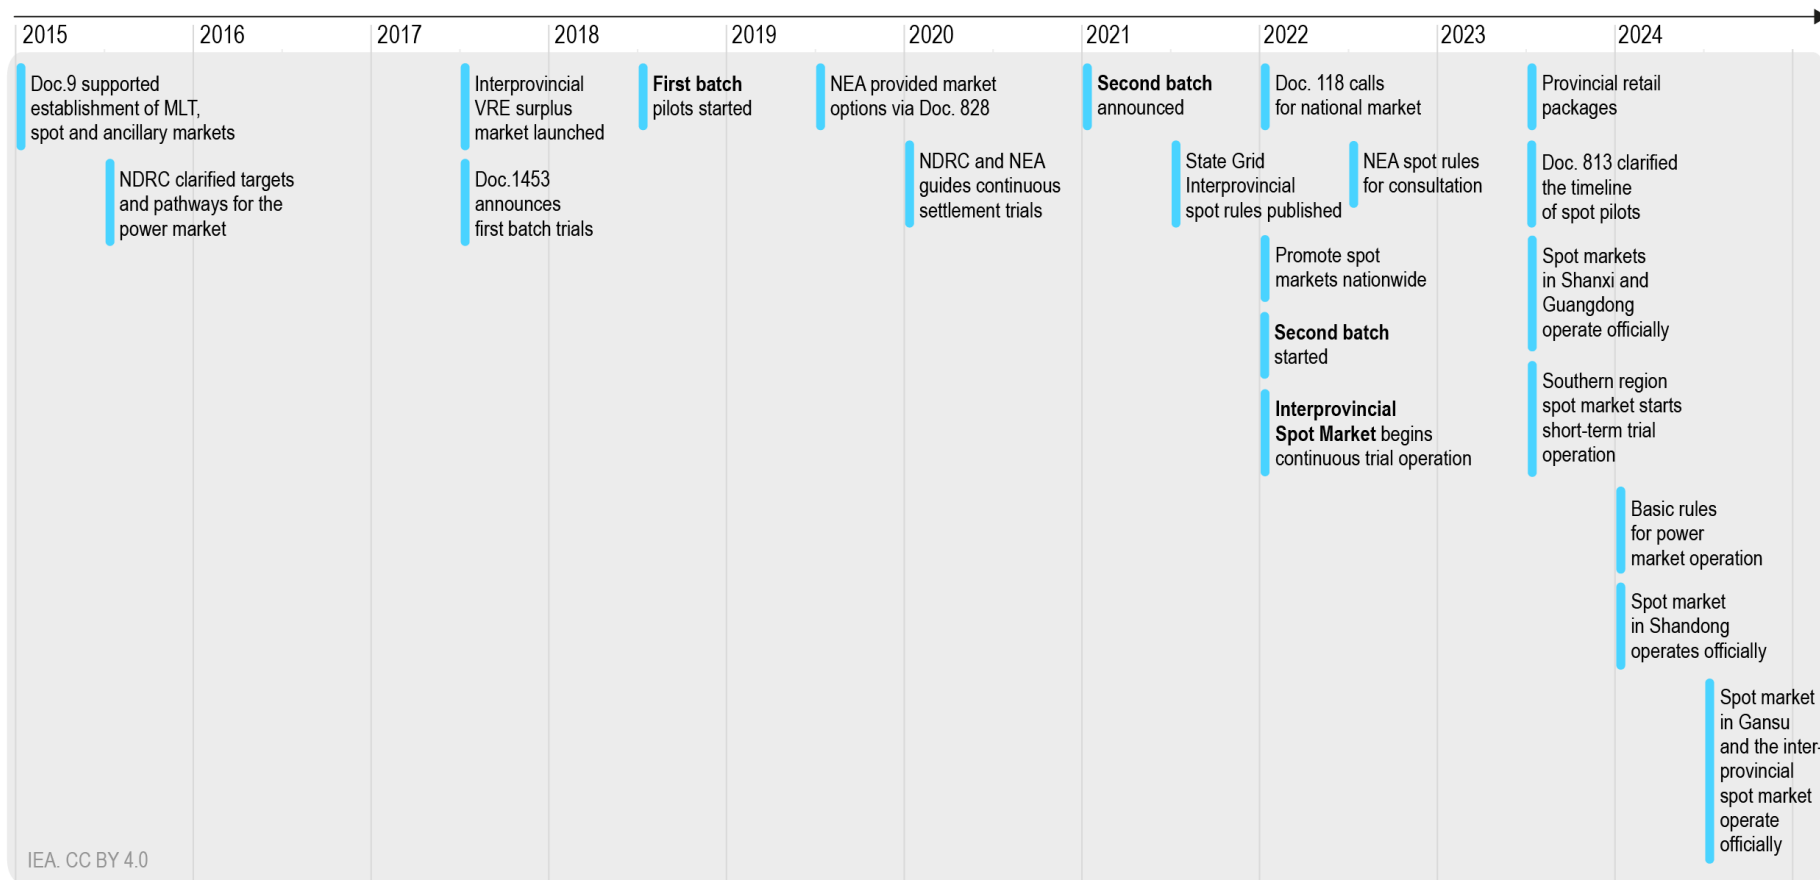 2015
2016
2017
2018
2019
2020
2021
2022
2023
2024
Doc.9 supported
establishment of MLT,
spot and ancillary markets
NDRC clarified targets
and pathways for the
power market
Interprovincial
VRE surplus
market launched
Doc.1453
announces
first batch trials
First batch
pilots started
NEA provided market
options via Doc. 828
NDRC and NEA
guides continuous
settlement trials
Second batch
announced
State Grid
Interprovincial
spot rules published
Doc. 118 calls
for national market
NEA spot rules
for consultation
Promote spot
markets nationwide
Second batch
started
Interprovincial
Spot Market begins
continuous trial operation
Provincial retail
packages
Doc. 813 clarified
the timeline
of spot pilots
Spot markets
in Shanxi and
Guangdong
operate officially
Southern region
spot market starts
short-term trial
operation
Basic rules
for power
market operation
Spot market
in Shandong
operates officially
Spot market
in Gansu
and the inter-
provincial
spot market
operate
officially
IEA. CC BY 4.0